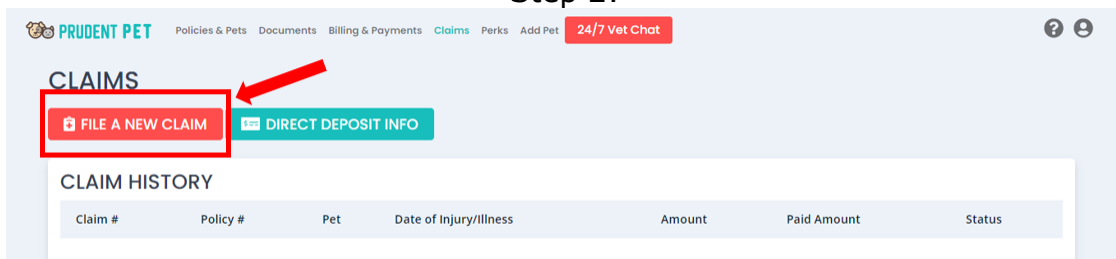 PRUDENT PET Policies & Pets Documents Billing & Payments Claims Perks Add Pet 24/7 Vet Chat ?
CLAIMS
FILE A NEW CLAIM DIRECT DEPOSIT INFO
CLAIM HISTORY
Claim # Policy # Pet Date of Injury/Illness Amount Paid Amount Status